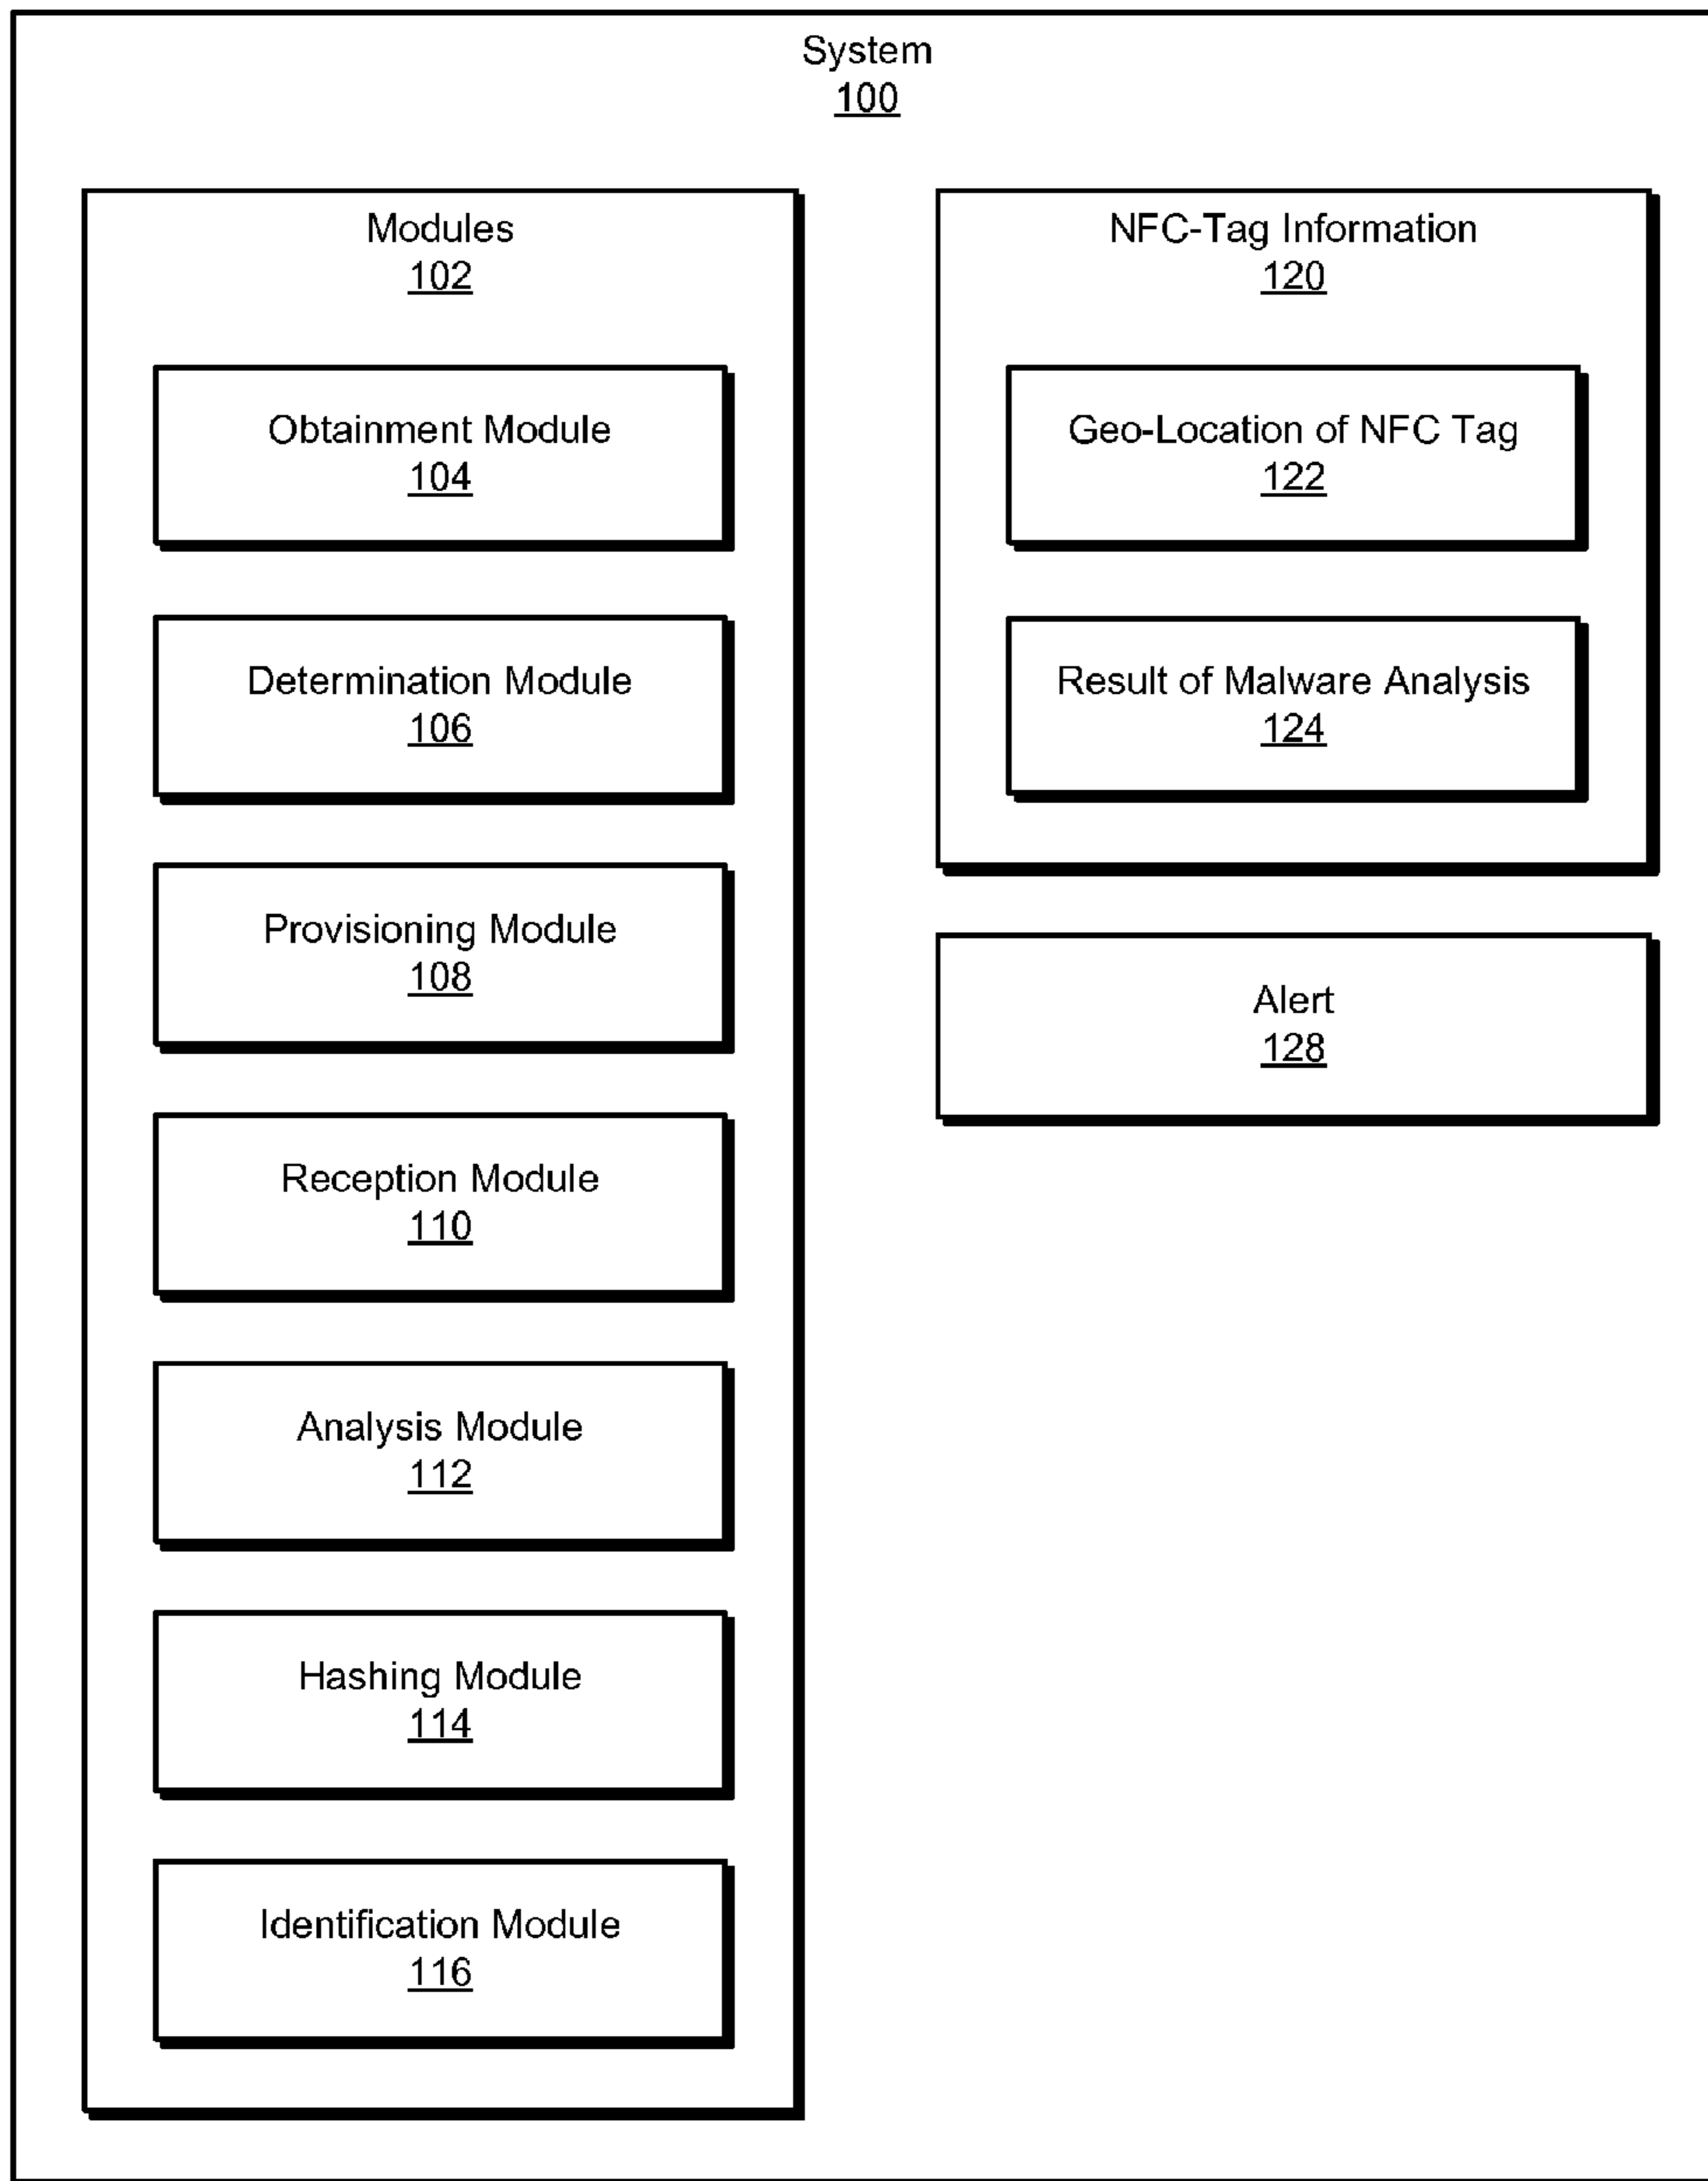 System
100
Modules
102
Obtainment Module
104
Determination Module
106
Provisioning Module
108
Reception Module
110
Analysis Module
112
Hashing Module
114
Identification Module
116
NFC-Tag Information
120
Geo-Location of NFC Tag
122
Result of Malware Analysis
124
Alert
128